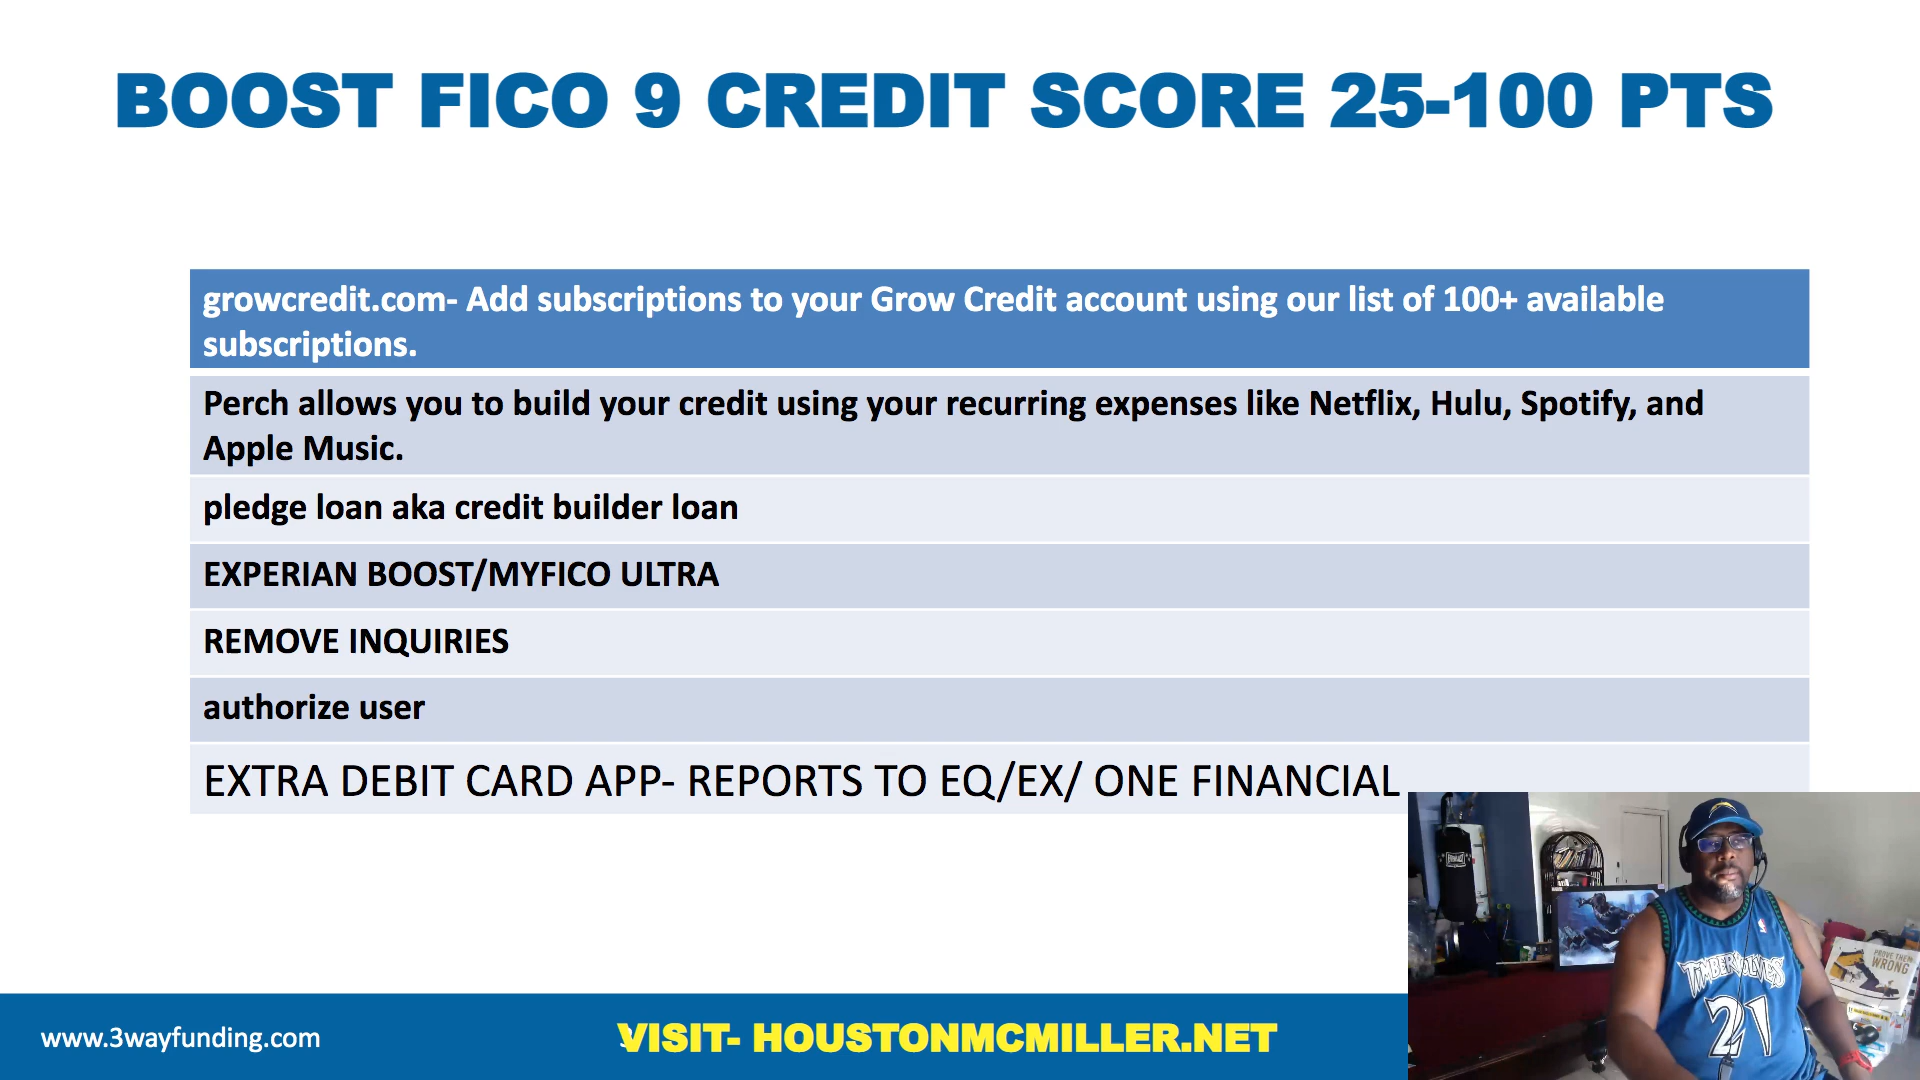 BOOST FICO 9 CREDIT SCORE 25-100 PTS
growcredit.com- Add subscriptions to your Grow Credit account using our list of 100+ available
subscriptions.
Perch allows you to build your credit using your recurring expenses like Netflix, Hulu, Spotify, and
Apple Music.
pledge loan aka credit builder loan
EXPERIAN BOOST/MYFICO ULTRA
REMOVE INQUIRIES
authorize user
EXTRA DEBIT CARD APP- REPORTS TO EQ/EX/ ONE FINANCIAL
PROVE THEM
WRONG
TIMBERWOLVES
21
www.3wayfunding.com
VISIT- HOUSTONMCMILLER.NET